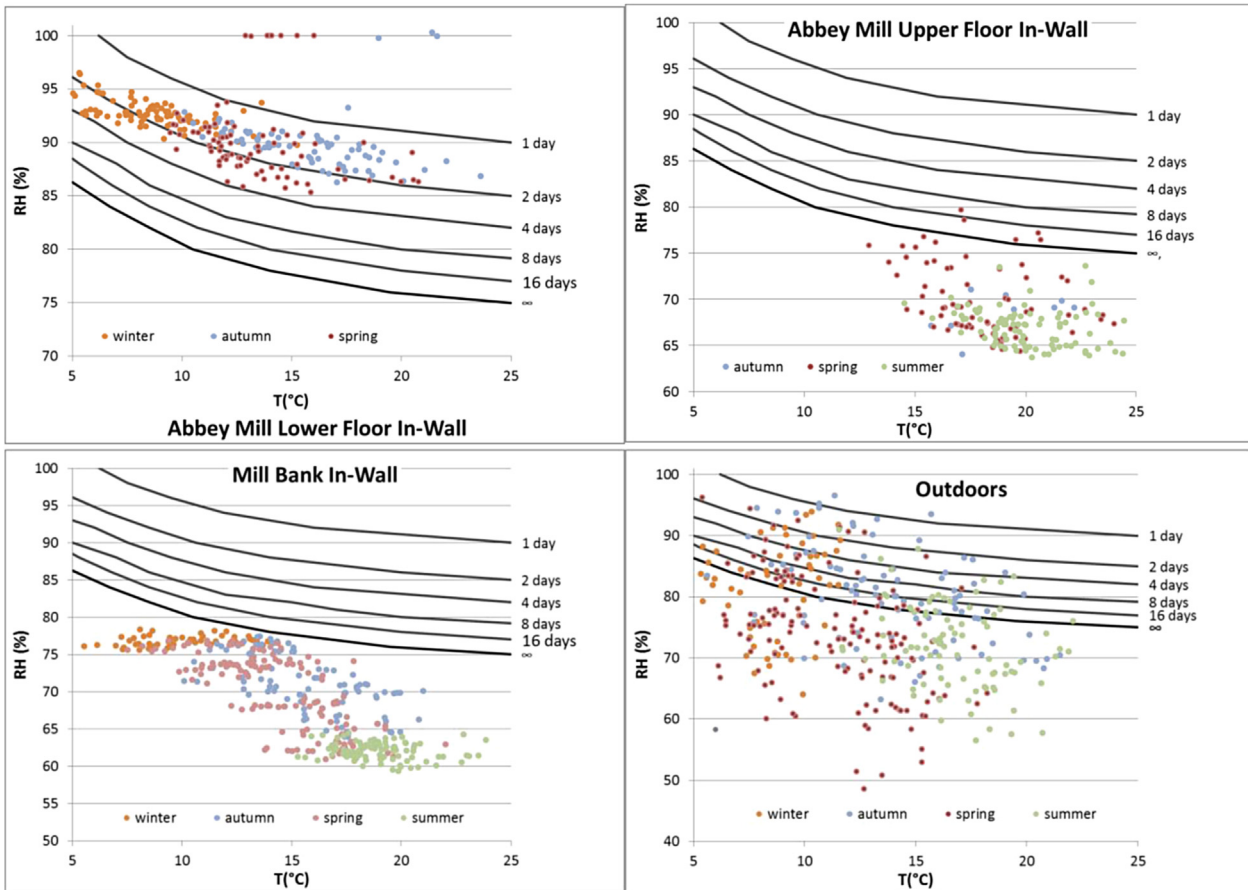 100
95
90
85
80
75
70
RH (%)
1 day
2 days
4 days
8 days
16 days
∞
winter autumn spring
5 10 15 20 25
T(°C)
Abbey Mill Lower Floor In-Wall
Abbey Mill Upper Floor In-Wall
100
95
90
85
80
75
70
65
60
RH (%)
1 day
2 days
4 days
8 days
16 days
∞,
autumn spring summer
5 10 15 20 25
T(°C)
Mill Bank In-Wall
100
95
90
85
80
75
70
65
60
55
50
RH (%)
1 day
2 days
4 days
8 days
16 days
∞
winter autumn spring summer
5 10 15 20 25
T(°C)
Outdoors
100
90
80
70
60
50
40
RH (%)
1 day
2 days
4 days
8 days
16 days
∞
winter autumn spring summer
5 10 15 20 25
T(°C)